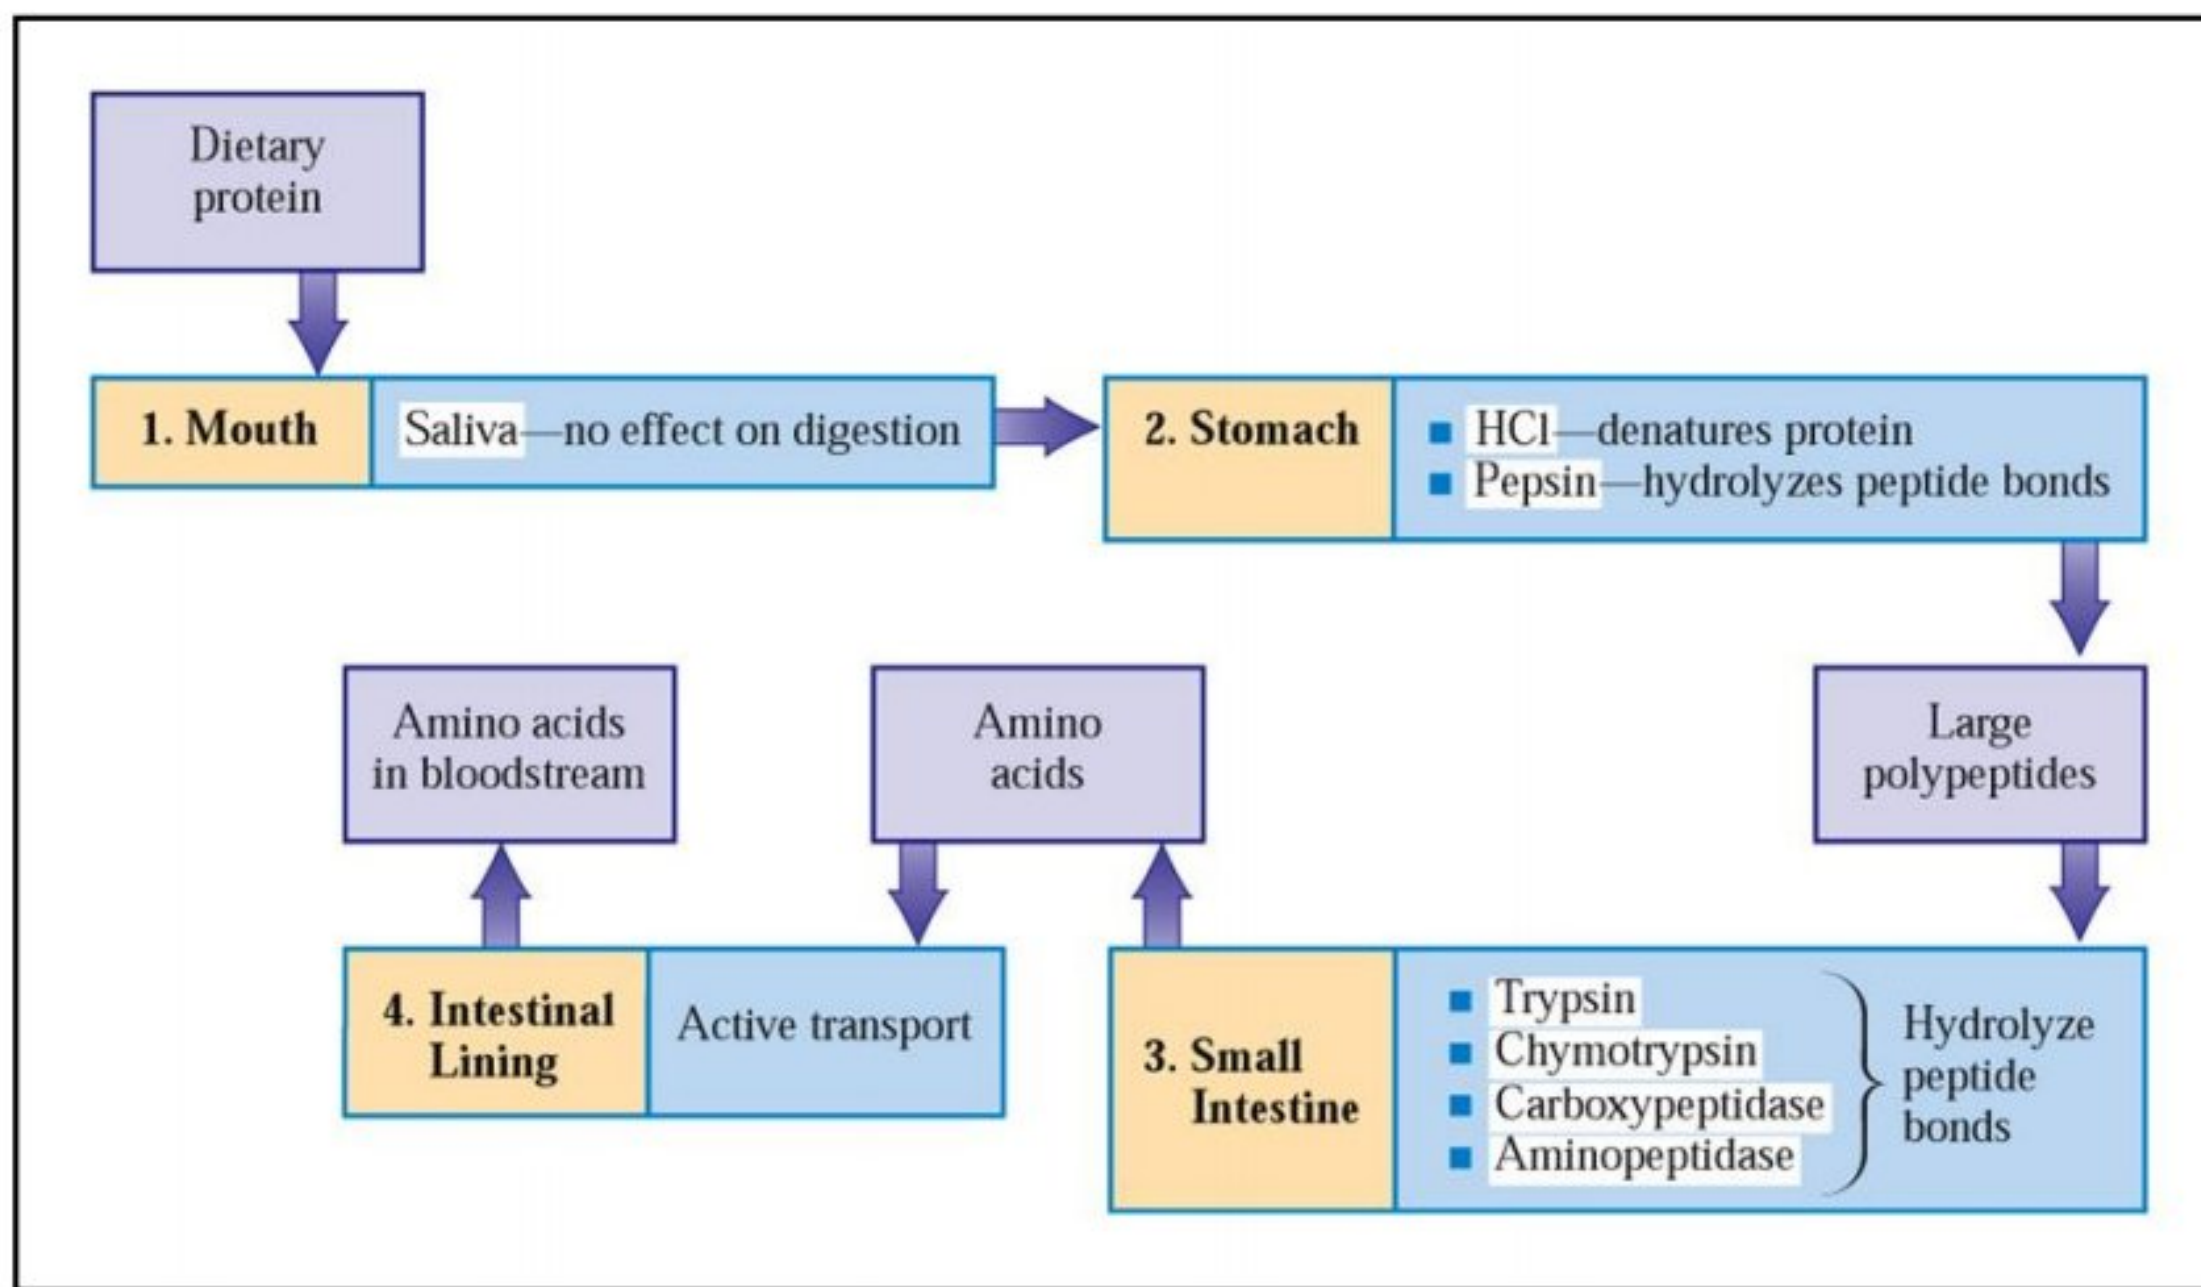 Dietary
protein
1. Mouth
Saliva—no effect on digestion
2. Stomach
■ HCl—denatures protein
■ Pepsin—hydrolyzes peptide bonds
Large
polypeptides
3. Small
Intestine
■ Trypsin
■ Chymotrypsin
■ Carboxypeptidase
■ Aminopeptidase
Hydrolyze
peptide
bonds
Amino
acids
4. Intestinal
Lining
Active transport
Amino acids
in bloodstream